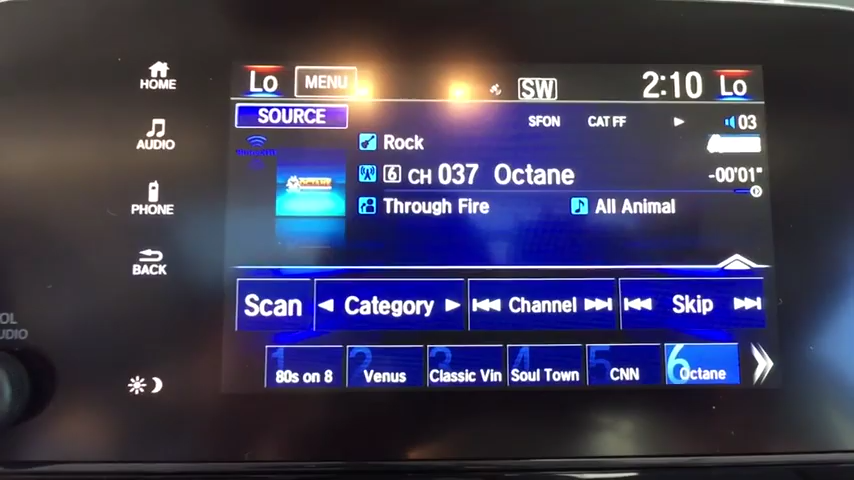 HOME
AUDIO
PHONE
BACK
Lo MENU SW 2:10 Lo
SOURCE
SFON CAT FF 03
Rock
6 CH 037 Octane -00'01"
Through Fire All Animal
Scan Category Channel Skip
1 80s on 8
2 Venus
3 Classic Vin
4 Soul Town
5 CNN
6 Octane